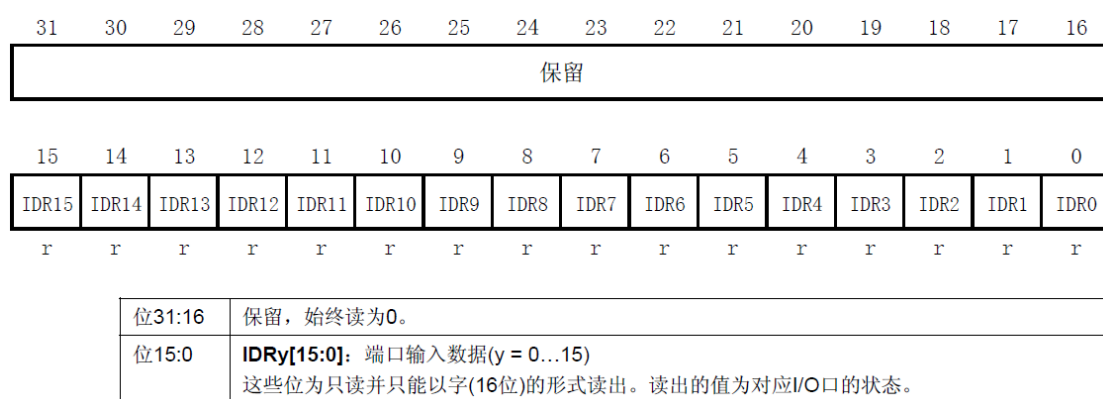 31 30 29 28 27 26 25 24 23 22 21 20 19 18 17 16
保留
15 14 13 12 11 10 9 8 7 6 5 4 3 2 1 0
IDR15 IDR14 IDR13 IDR12 IDR11 IDR10 IDR9 IDR8 IDR7 IDR6 IDR5 IDR4 IDR3 IDR2 IDR1 IDR0
r r r r r r r r r r r r r r r r
位31:16 保留，始终读为0。
位15:0 IDRy[15:0]：端口输入数据(y = 0…15)
这些位为只读并只能以字(16位)的形式读出。读出的值为对应I/O口的状态。